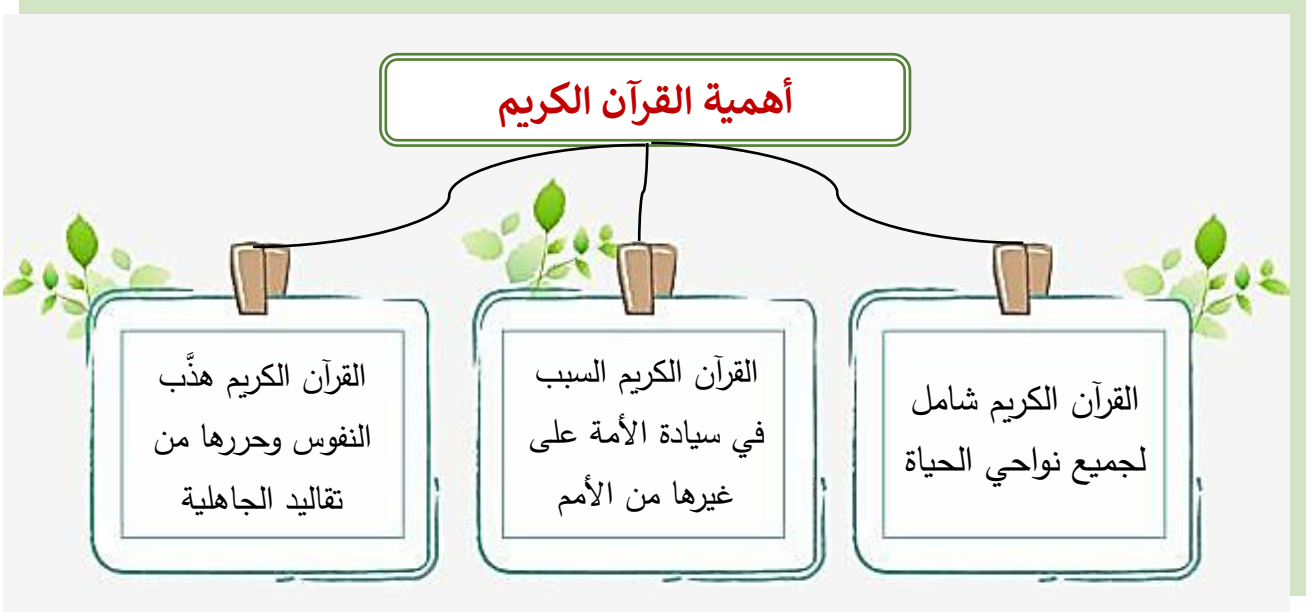 أهمية القرآن الكريم
القرآن الكريم شامل
لجميع نواحي الحياة
القرآن الكريم السبب
في سيادة الأمة على
غيرها من الأمم
القرآن الكريم هذَّب
النفوس وحررها من
تقاليد الجاهلية